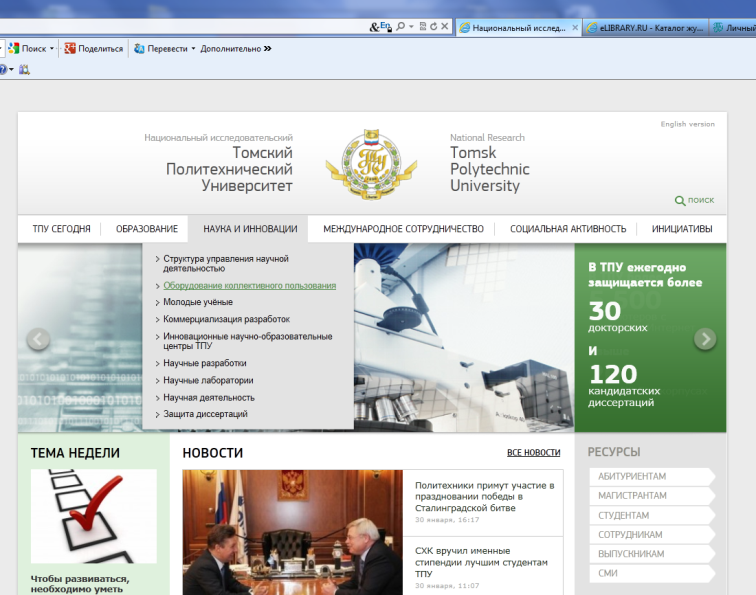 Национальный исслед...
eLIBRARY.RU - Каталог жу...
Личный
Поиск
Поделиться
Перевести
Дополнительно
English version
Национальный исследовательский
Томский
Политехнический
Университет
National Research
Tomsk
Polytechnic
University
ПОИСК
ТПУ СЕГОДНЯ
ОБРАЗОВАНИЕ
НАУКА И ИННОВАЦИИ
МЕЖДУНАРОДНОЕ СОТРУДНИЧЕСТВО
СОЦИАЛЬНАЯ АКТИВНОСТЬ
ИНИЦИАТИВЫ
Структура управления научной
деятельностью
Оборудование коллективного пользования
Молодые учёные
Коммерциализация разработок
Инновационные научно-образовательные
центры ТПУ
Научные разработки
Научные лаборатории
Научная деятельность
Защита диссертаций
В ТПУ ежегодно
защищается более
30
докторских
и
120
кандидатских
диссертаций
ТЕМА НЕДЕЛИ
Чтобы развиваться,
необходимо уметь
НОВОСТИ
ВСЕ НОВОСТИ
Политехники примут участие в
праздновании победы в
Сталинградской битве
30 января, 16:17
СХК вручил именные
стипендии лучшим студентам
ТПУ
30 января, 11:07
РЕСУРСЫ
АБИТУРИЕНТАМ
МАГИСТРАНТАМ
СТУДЕНТАМ
СОТРУДНИКАМ
ВЫПУСКНИКАМ
СМИ